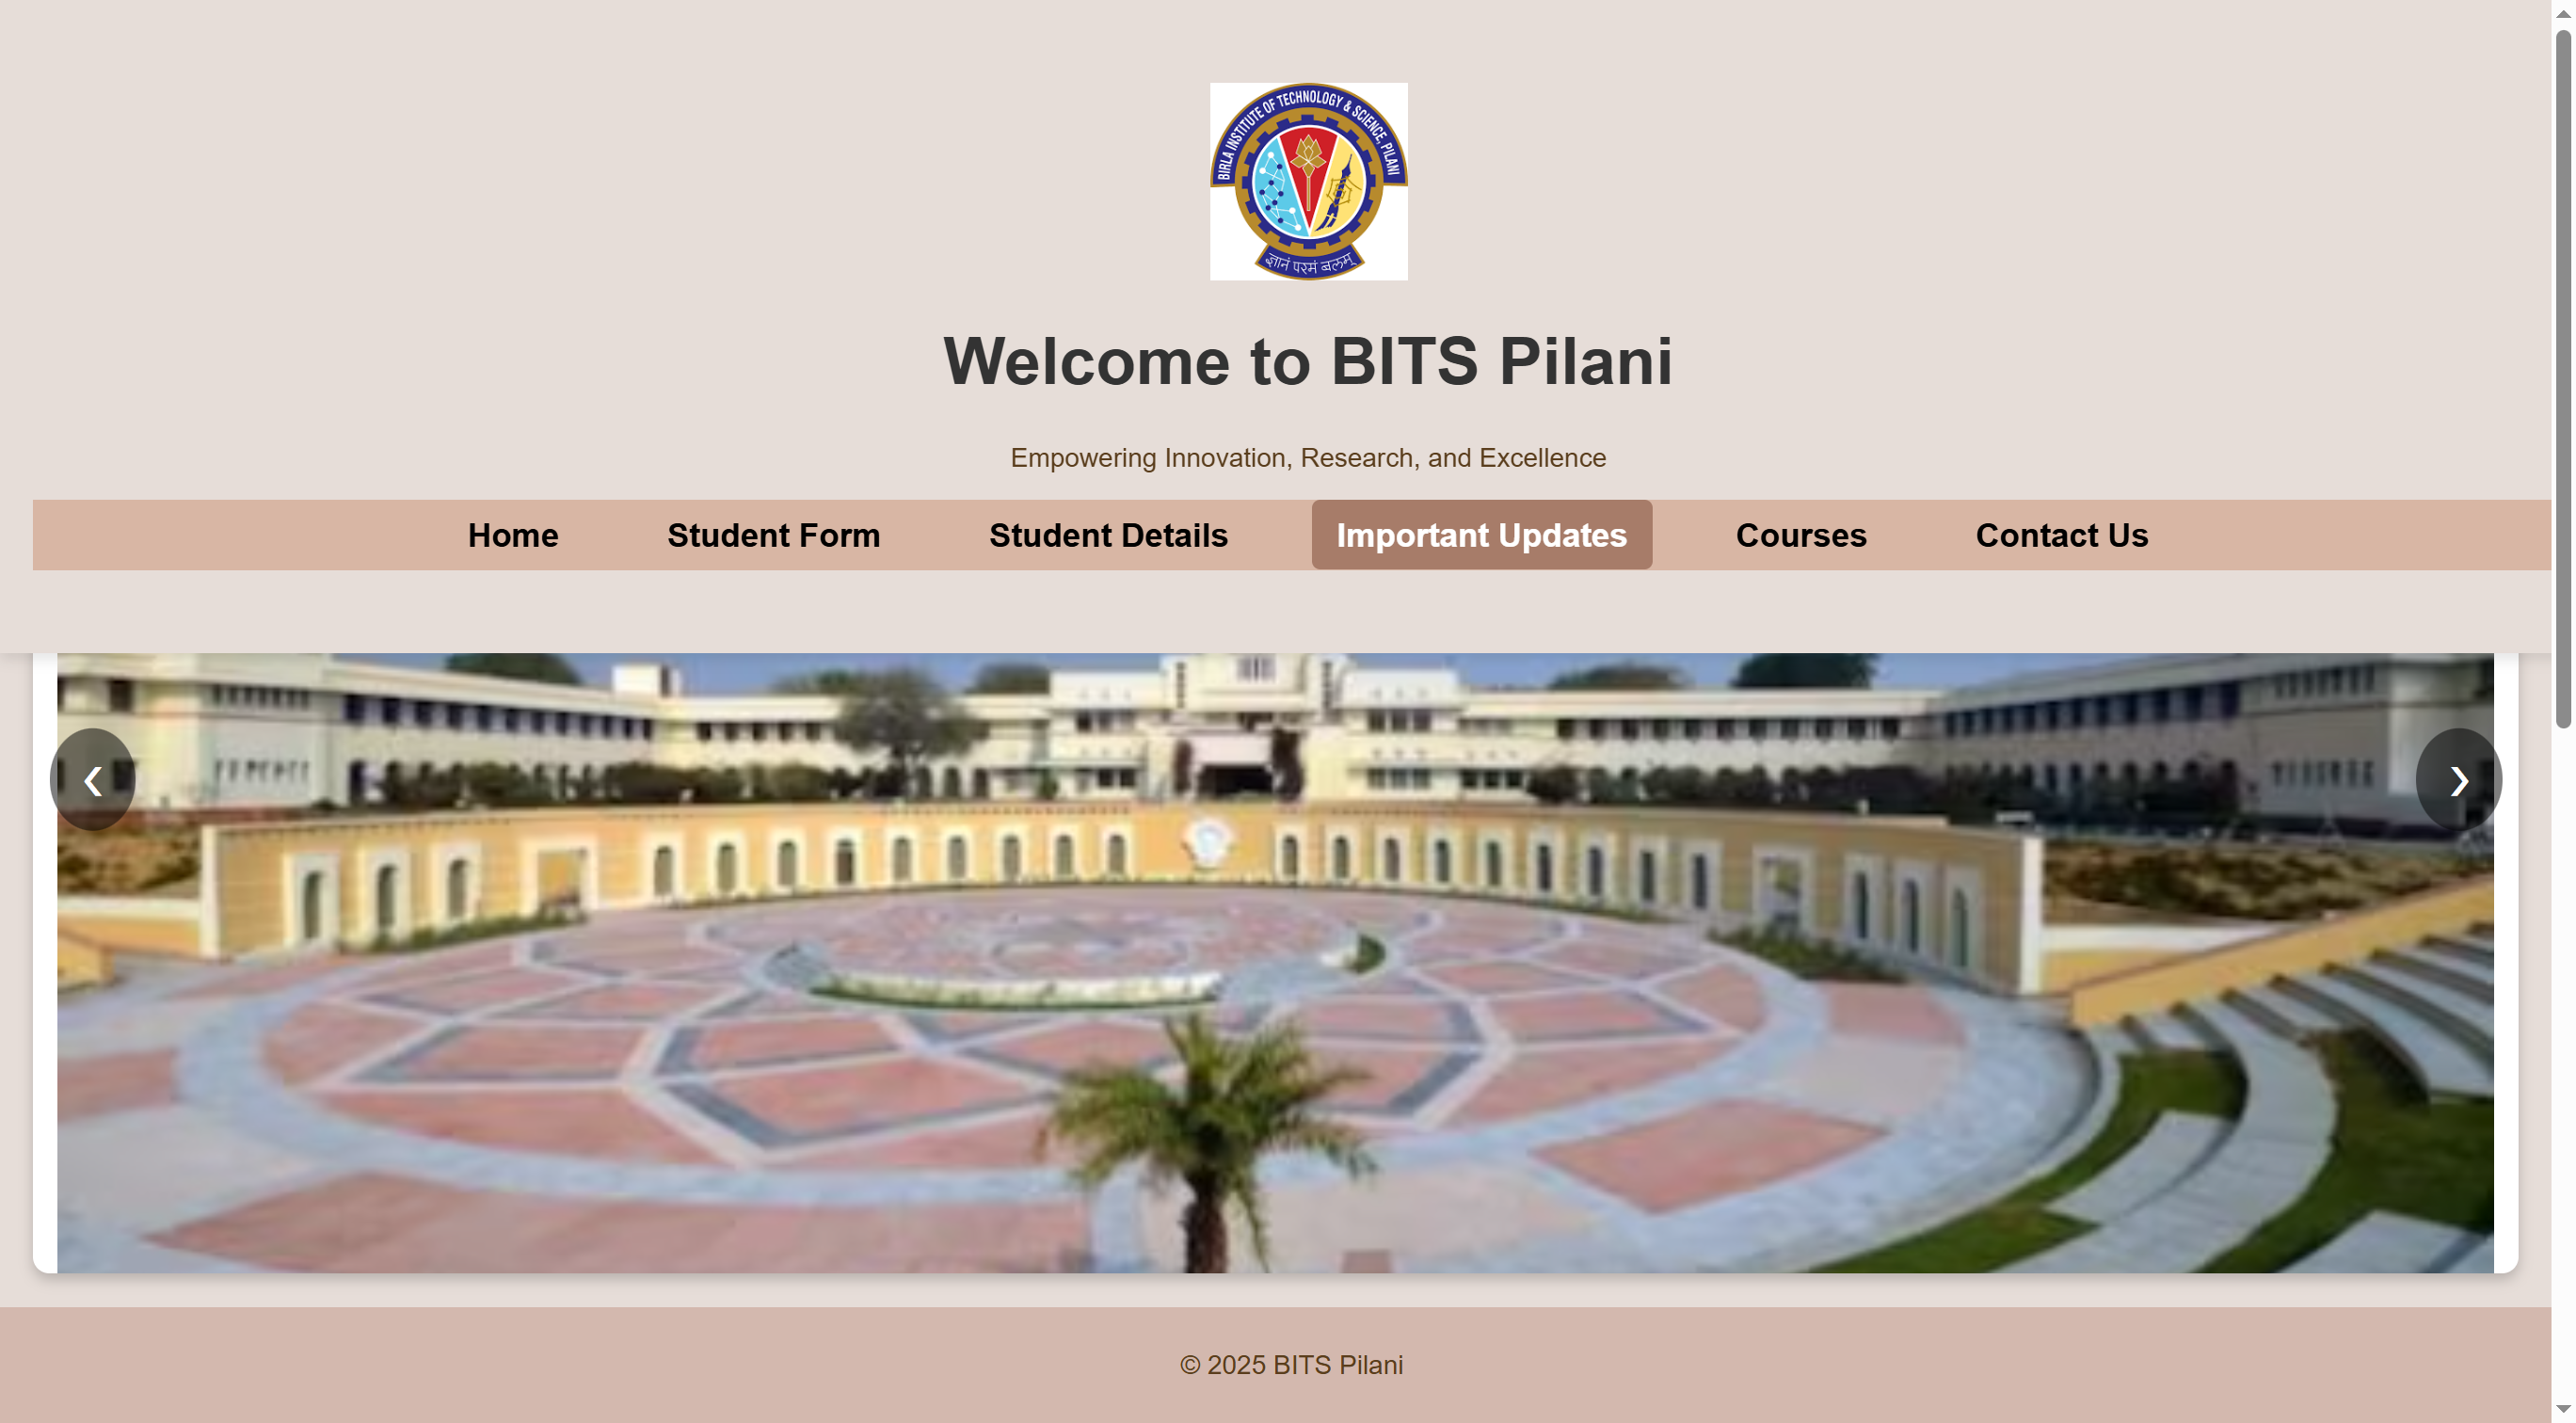 BIRLA INSTITUTE OF TECHNOLOGY & SCIENCE, PILANI
ज्ञानं परमं बलम्
Welcome to BITS Pilani
Empowering Innovation, Research, and Excellence
Home Student Form Student Details Important Updates Courses Contact Us
© 2025 BITS Pilani